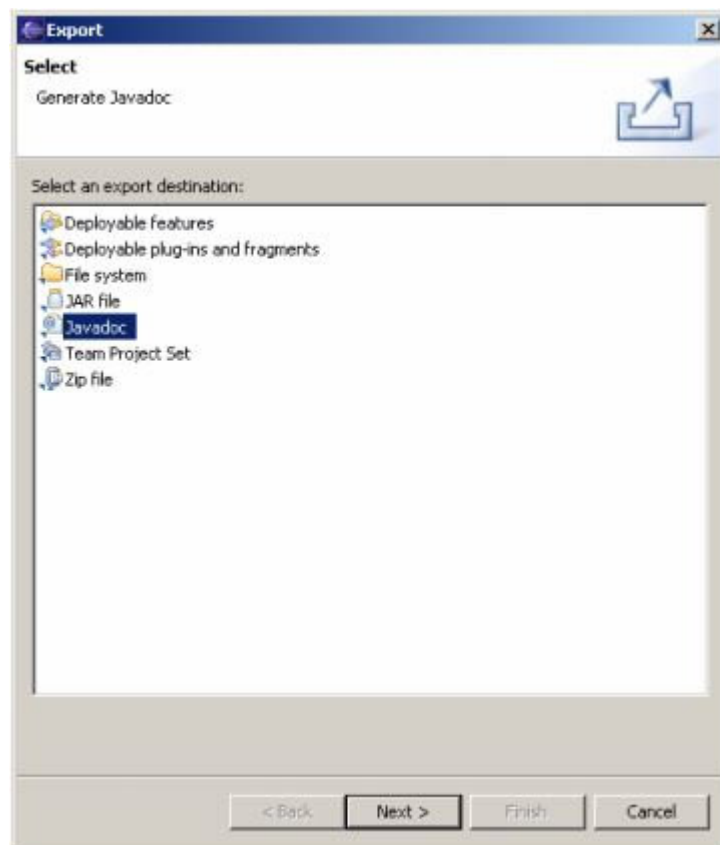 Export
Select
Generate Javadoc
Select an export destination:
Deployable features
Deployable plug-ins and fragments
File system
JAR file
Javadoc
Team Project Set
Zip file
< Back
Next >
Finish
Cancel